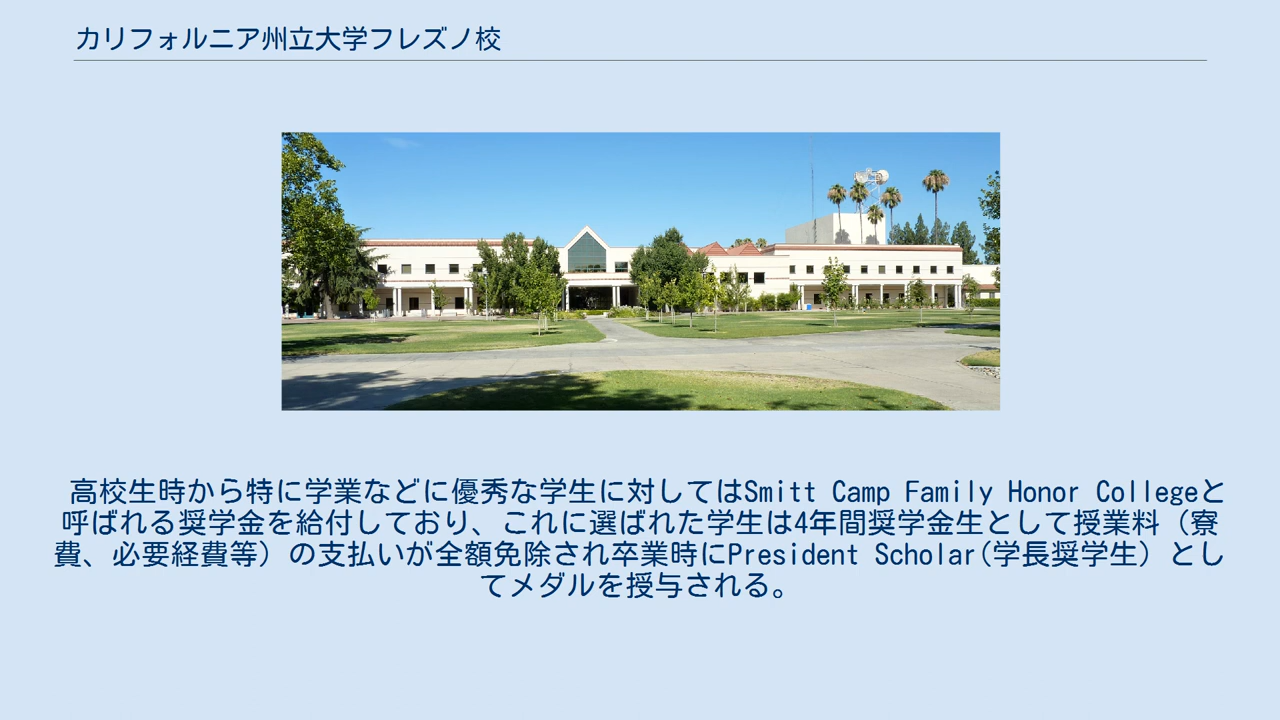 カリフォルニア州立大学フレズノ校
高校生時から特に学業などに優秀な学生に対してはSmitt Camp Family Honor Collegeと
呼ばれる奨学金を給付しており、これに選ばれた学生は4年間奨学金生として授業料（寮
費、必要経費等）の支払いが全額免除され卒業時にPresident Scholar(学長奨学生）とし
てメダルを授与される。